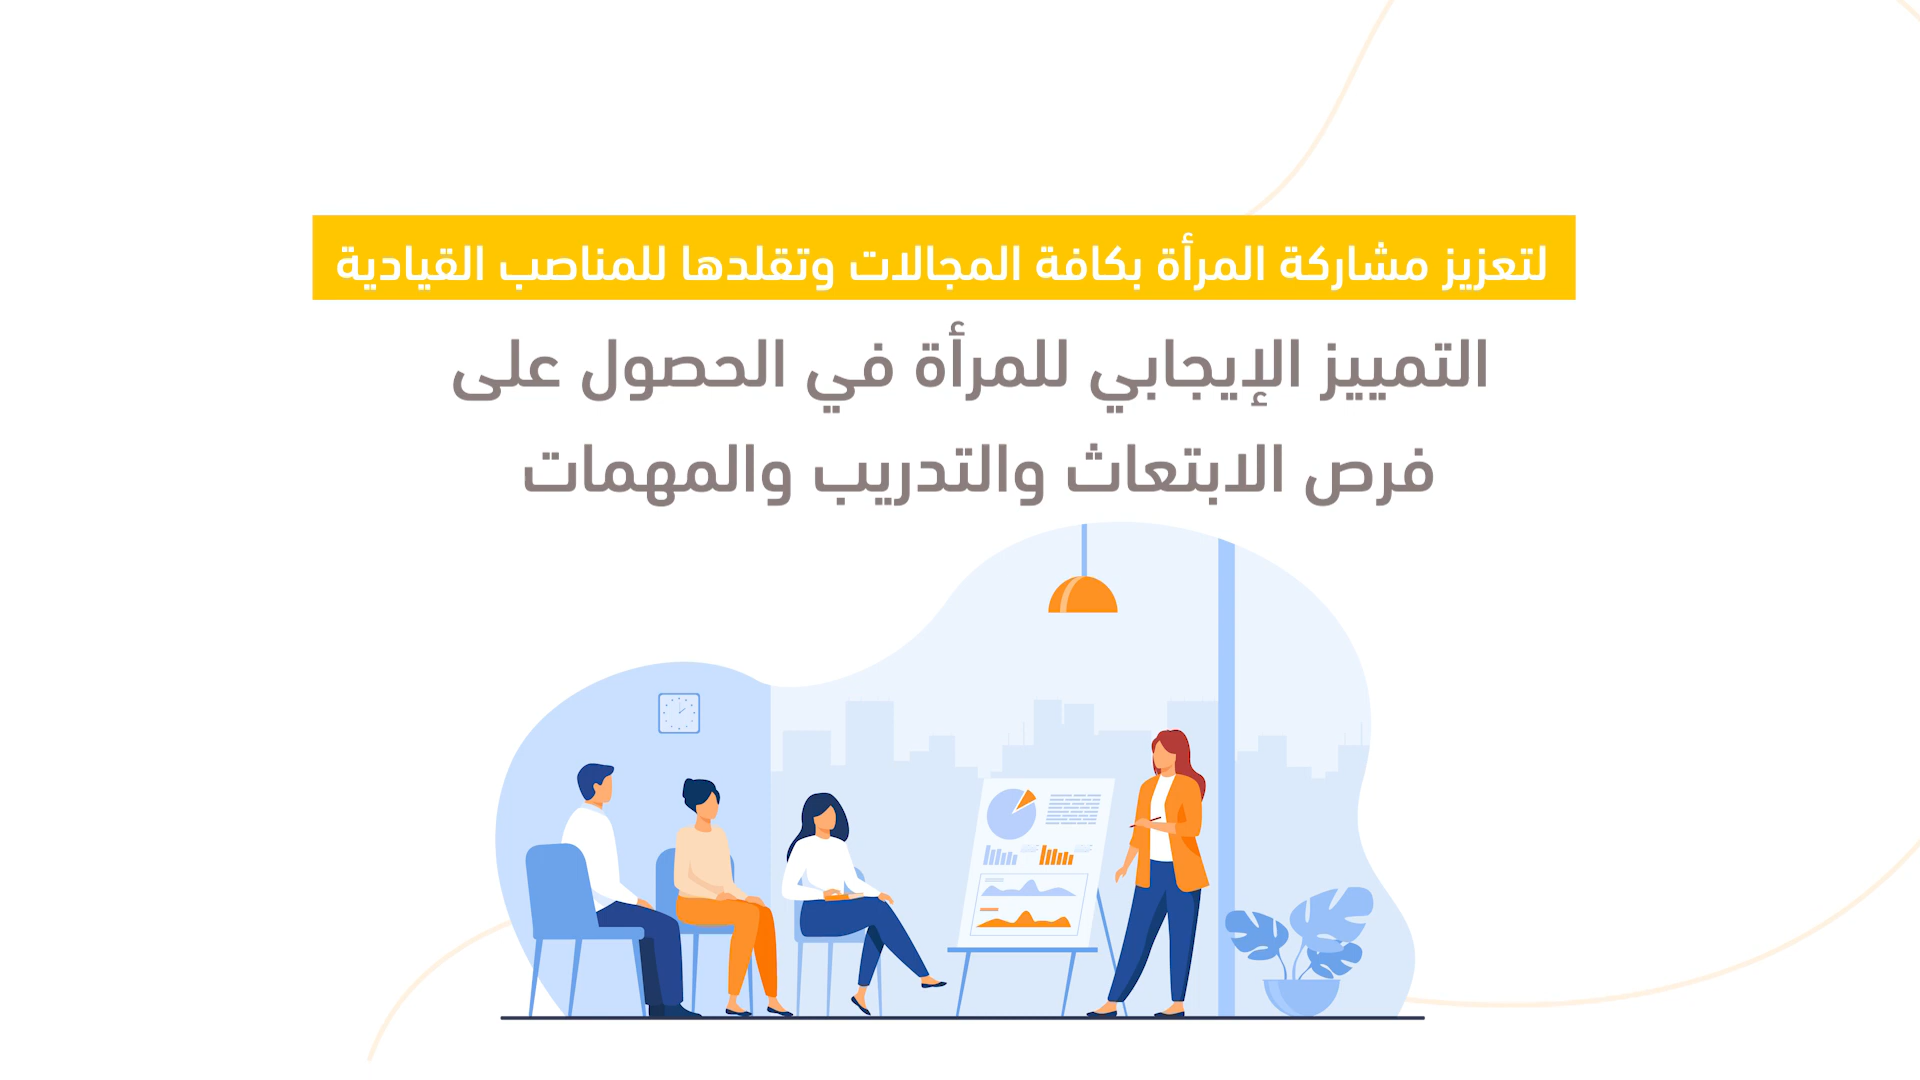 لتعزيز مشاركة المرأة بكافة المجالات وتقلدها للمناصب القيادية
التمييز الإيجابي للمرأة في الحصول على
فرص الابتعاث والتدريب والمهمات